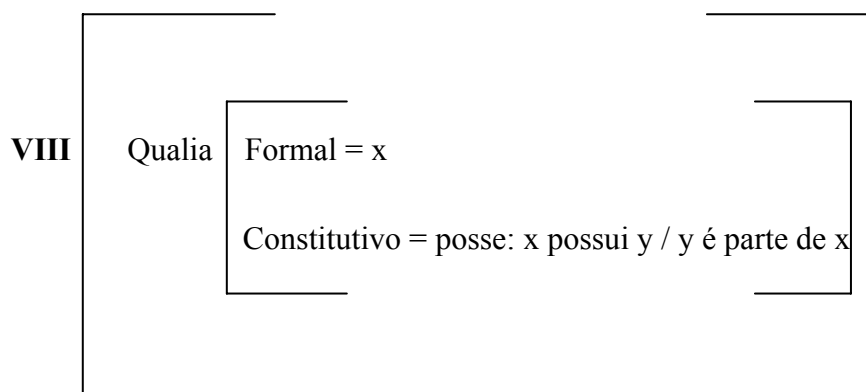 VIII Qualia Formal = x
Constitutivo = posse: x possui y / y é parte de x